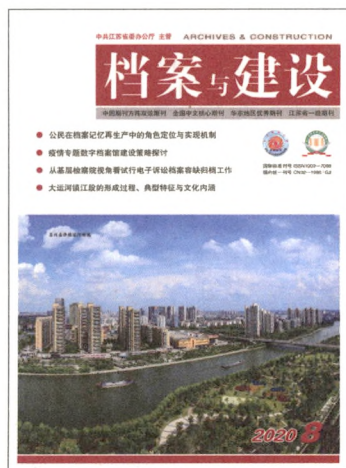 中共江苏省委办公厅 主管 ARCHIVES & CONSTRUCTION
档案与建设
中国期刊方阵双效期刊 全国中文核心期刊 华东地区优秀期刊 江苏省一级期刊
● 公民在档案记忆再生产中的角色定位与实现机制
● 疫情专题数字档案馆建设策略探讨
● 从基层检察院视角看试行电子诉讼档案容缺归档工作
● 大运河镇江段的形成过程、典型特征与文化内涵
2020 8